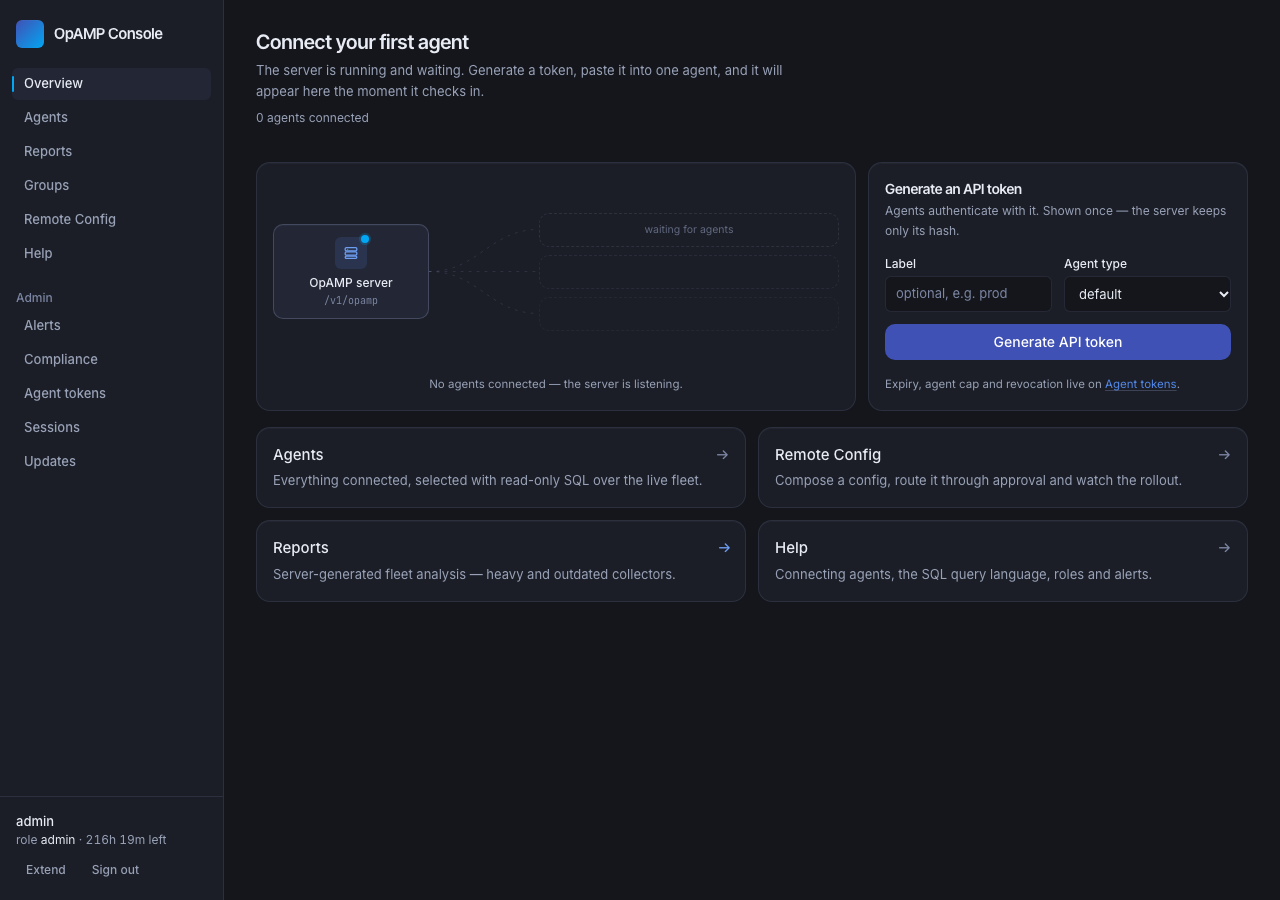 OpAMP Console
Overview
Agents
Reports
Groups
Remote Config
Help
Admin
Alerts
Compliance
Agent tokens
Sessions
Updates
admin
role admin · 216h 19m left
Extend
Sign out
Connect your first agent
The server is running and waiting. Generate a token, paste it into one agent, and it will
appear here the moment it checks in.
0 agents connected
OpAMP server
/v1/opamp
waiting for agents
No agents connected — the server is listening.
Generate an API token
Agents authenticate with it. Shown once — the server keeps
only its hash.
Label
Agent type
optional, e.g. prod
default
Generate API token
Expiry, agent cap and revocation live on Agent tokens.
Agents →
Everything connected, selected with read-only SQL over the live fleet.
Remote Config →
Compose a config, route it through approval and watch the rollout.
Reports →
Server-generated fleet analysis — heavy and outdated collectors.
Help →
Connecting agents, the SQL query language, roles and alerts.